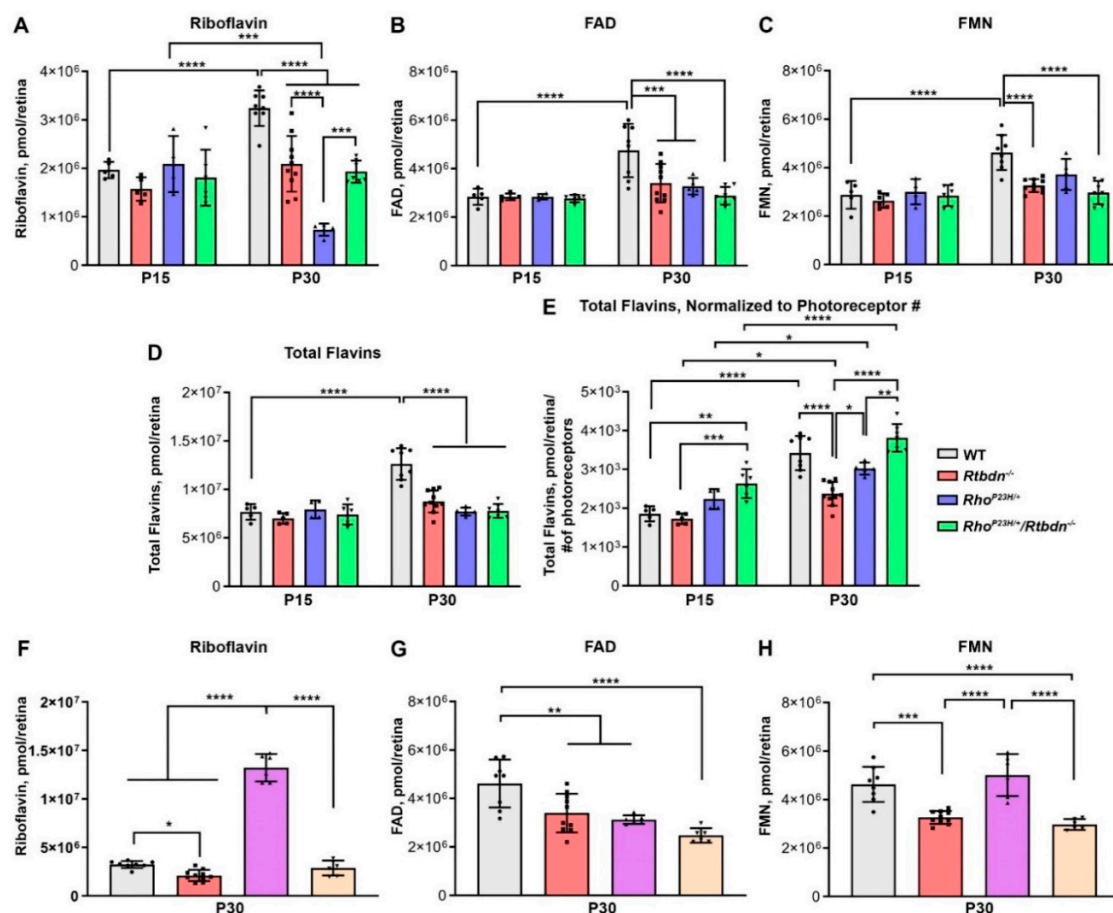 A
Riboflavin
***
****
****
****
***
Riboflavin, pmol/retina
4×10⁶
3×10⁶
2×10⁶
1×10⁶
0
P15
P30
B
FAD
****
****
***
FAD, pmol/retina
8×10⁶
6×10⁶
4×10⁶
2×10⁶
0
P15
P30
C
FMN
****
****
****
FMN, pmol/retina
8×10⁶
6×10⁶
4×10⁶
2×10⁶
0
P15
P30
D
Total Flavins
****
****
Total Flavins, pmol/retina
2×10⁷
1.5×10⁷
1×10⁷
5×10⁶
0
P15
P30
E
Total Flavins, Normalized to Photoreceptor #
****
*
*
****
****
**
***
****
*
**
Total Flavins, pmol/retina/
#of photoreceptors
5×10³
4×10³
3×10³
2×10³
1×10³
0
P15
P30
WT
Rtbdn⁻/⁻
Rhoᴾ²³ᴴ/⁺
Rhoᴾ²³ᴴ/⁺/Rtbdn⁻/⁻
F
Riboflavin
****
****
*
Riboflavin, pmol/retina
2×10⁷
1.5×10⁷
1×10⁷
5×10⁶
0
P30
G
FAD
****
**
FAD, pmol/retina
8×10⁶
6×10⁶
4×10⁶
2×10⁶
0
P30
H
FMN
****
***
****
****
FMN, pmol/retina
8×10⁶
6×10⁶
4×10⁶
2×10⁶
0
P30